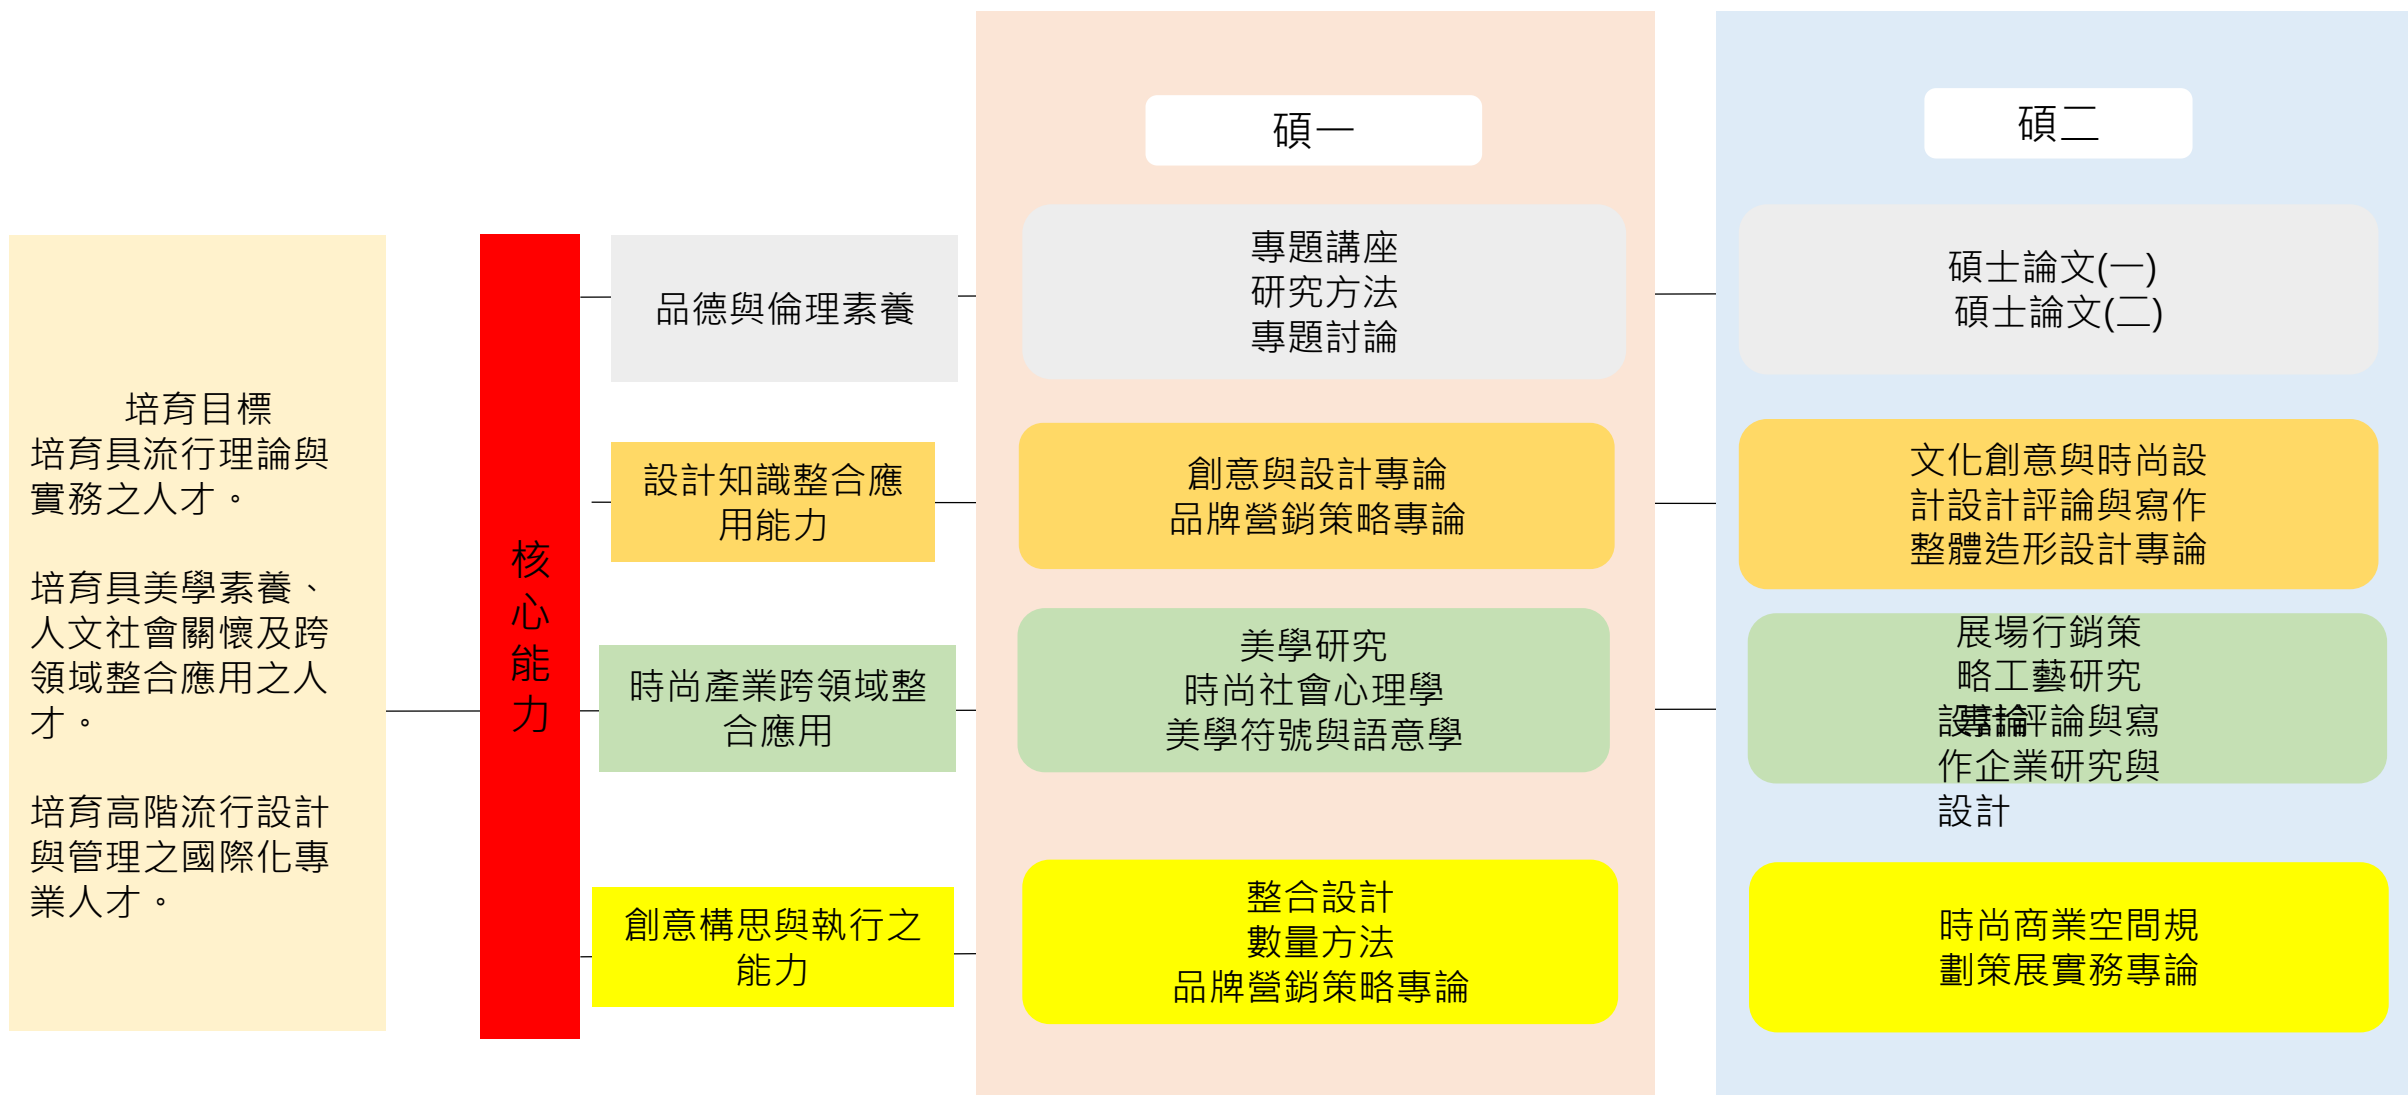 培育目標
培育具流行理論與
實務之人才。
培育具美學素養、
人文社會關懷及跨
領域整合應用之人
才。
培育高階流行設計
與管理之國際化專
業人才。
核
心
能
力
品德與倫理素養
設計知識整合應
用能力
時尚產業跨領域整
合應用
創意構思與執行之
能力
碩一
專題講座
研究方法
專題討論
創意與設計專論
品牌營銷策略專論
美學研究
時尚社會心理學
美學符號與語意學
整合設計
數量方法
品牌營銷策略專論
碩二
碩士論文(一)
碩士論文(二)
文化創意與時尚設
計設計評論與寫作
整體造形設計專論
展場行銷策
略工藝研究
專論
設計評論與寫
作企業研究與
設計
時尚商業空間規
劃策展實務專論